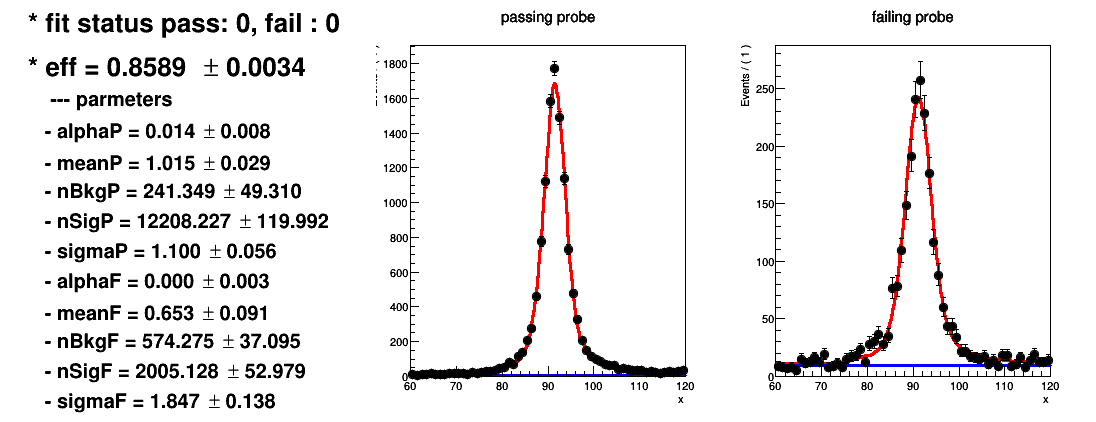 * fit status pass: 0, fail : 0
* eff = 0.8589 ± 0.0034
--- parmeters
- alphaP = 0.014 ± 0.008
- meanP = 1.015 ± 0.029
- nBkgP = 241.349 ± 49.310
- nSigP = 12208.227 ± 119.992
- sigmaP = 1.100 ± 0.056
- alphaF = 0.000 ± 0.003
- meanF = 0.653 ± 0.091
- nBkgF = 574.275 ± 37.095
- nSigF = 2005.128 ± 52.979
- sigmaF = 1.847 ± 0.138
passing probe
1800
1600
1400
1200
1000
800
600
400
200
0
60 70 80 90 100 110 120
x
failing probe
Events / ( 1 )
250
200
150
100
50
0
60 70 80 90 100 110 120
x